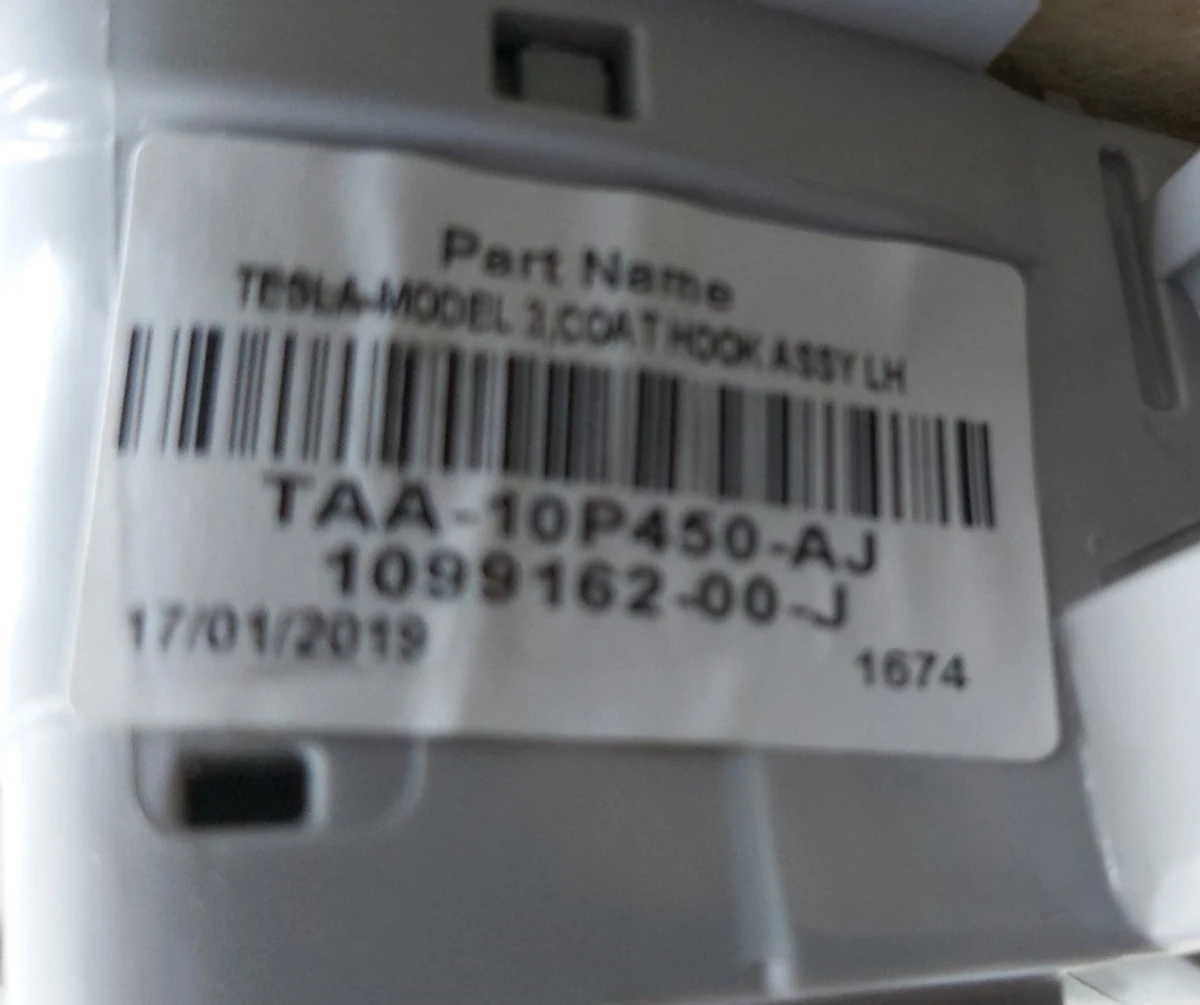 Part Name
TESLA-MODEL 3,COAT HOOK ASSY LH
TAA-10P450-AJ
1099162-00-J
17/01/2019
1674